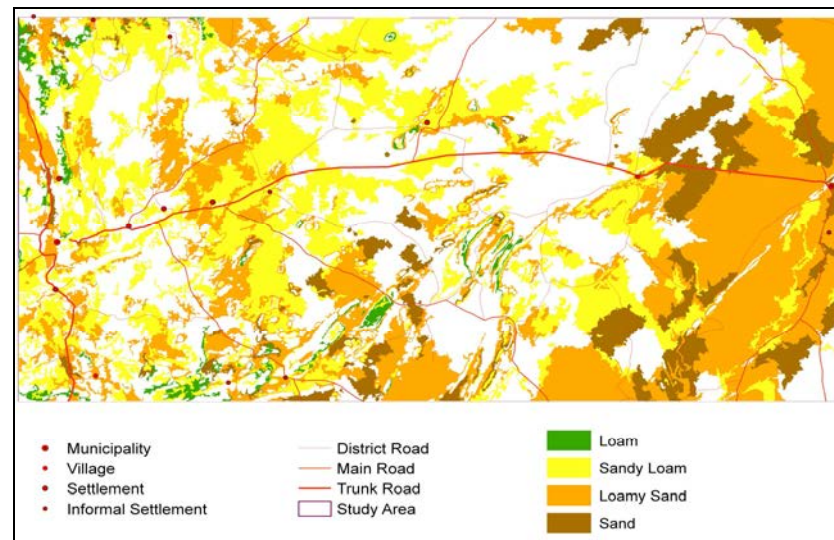 Municipality
Village
Settlement
Informal Settlement
District Road
Main Road
Trunk Road
Study Area
Loam
Sandy Loam
Loamy Sand
Sand